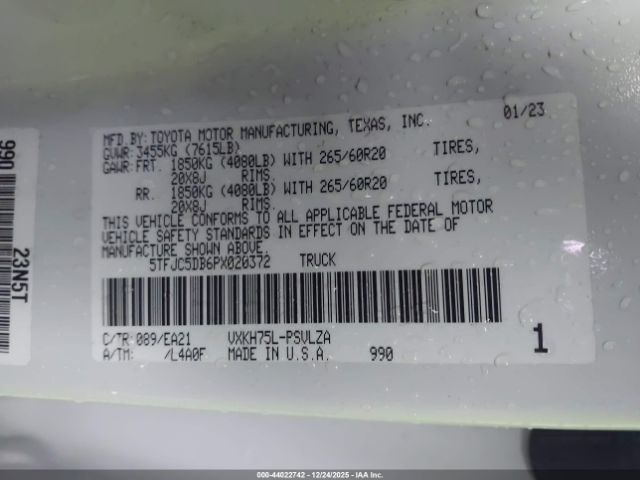 MFD.BY:TOYOTA MOTOR MANUFACTURING, TEXAS, INC. 01/23
GVWR:3455KG (7615LB)
GAWR:FRT. 1850KG (4080LB) WITH 265/60R20 TIRES,
20X8J RIMS.
RR. 1850KG (4080LB) WITH 265/60R20 TIRES,
20X8J RIMS.
THIS VEHICLE CONFORMS TO ALL APPLICABLE FEDERAL MOTOR
VEHICLE SAFETY STANDARDS IN EFFECT ON THE DATE OF
MANUFACTURE SHOWN ABOVE.
5TFJC5DB6PX020372 TRUCK
C/TR:089/EA21 VXKH75L-PSVLZA
A/TM: /L4A0F MADE IN U.S.A. 990 1
990
23N5T
000-44022742 - 12/24/2025 - IAAI Inc.